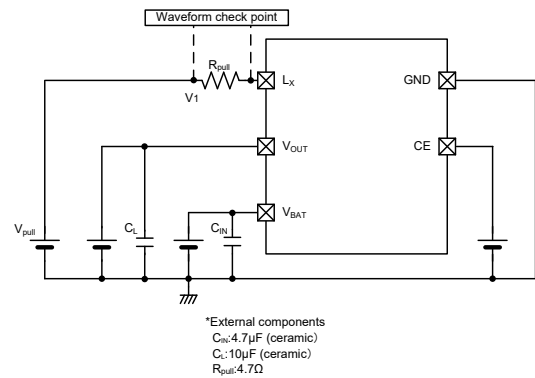 Waveform check point
Rpull
V1
LX
GND
VOUT
CE
VBAT
Vpull
CL
CIN
*External components
CIN:4.7μF (ceramic)
CL:10μF (ceramic)
Rpull:4.7Ω